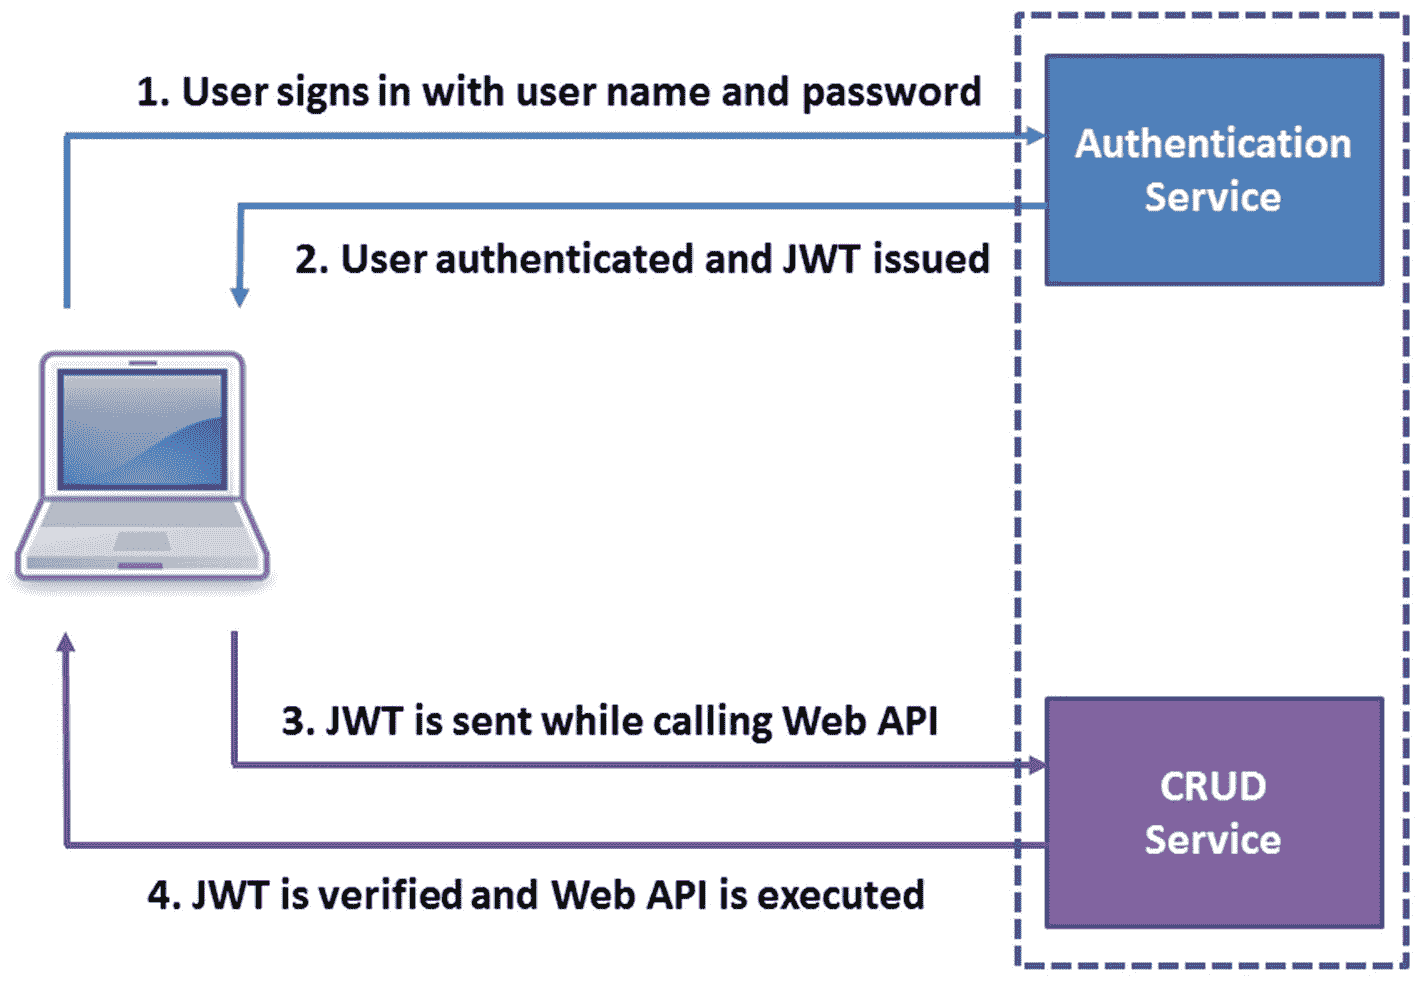 1. User signs in with user name and password
Authentication
Service
2. User authenticated and JWT issued
3. JWT is sent while calling Web API
CRUD
Service
4. JWT is verified and Web API is executed